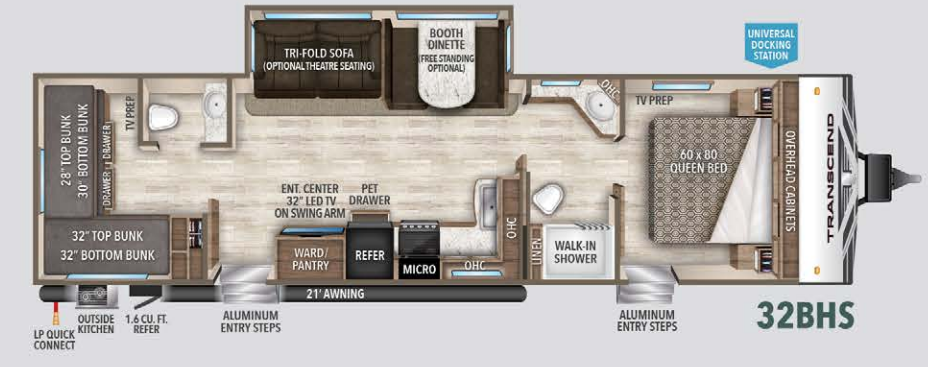 UNIVERSAL
DOCKING
STATION
TRI-FOLD SOFA
(OPTIONAL THEATRE SEATING)
BOOTH
DINETTE
(FREE STANDING
OPTIONAL)
OHC
TV PREP
TV PREP
28" TOP BUNK
30" BOTTOM BUNK
DRAWER
DRAWER
60 x 80
QUEEN BED
OVERHEAD CABINETS
TRANSCEND
ENT. CENTER
32" LED TV
ON SWING ARM
PET
DRAWER
OHC
32" TOP BUNK
32" BOTTOM BUNK
WARD/
PANTRY
REFER
MICRO
OHC
LINEN
WALK-IN
SHOWER
21' AWNING
LP QUICK
CONNECT
OUTSIDE
KITCHEN
1.6 CU. FT.
REFER
ALUMINUM
ENTRY STEPS
ALUMINUM
ENTRY STEPS
32BHS